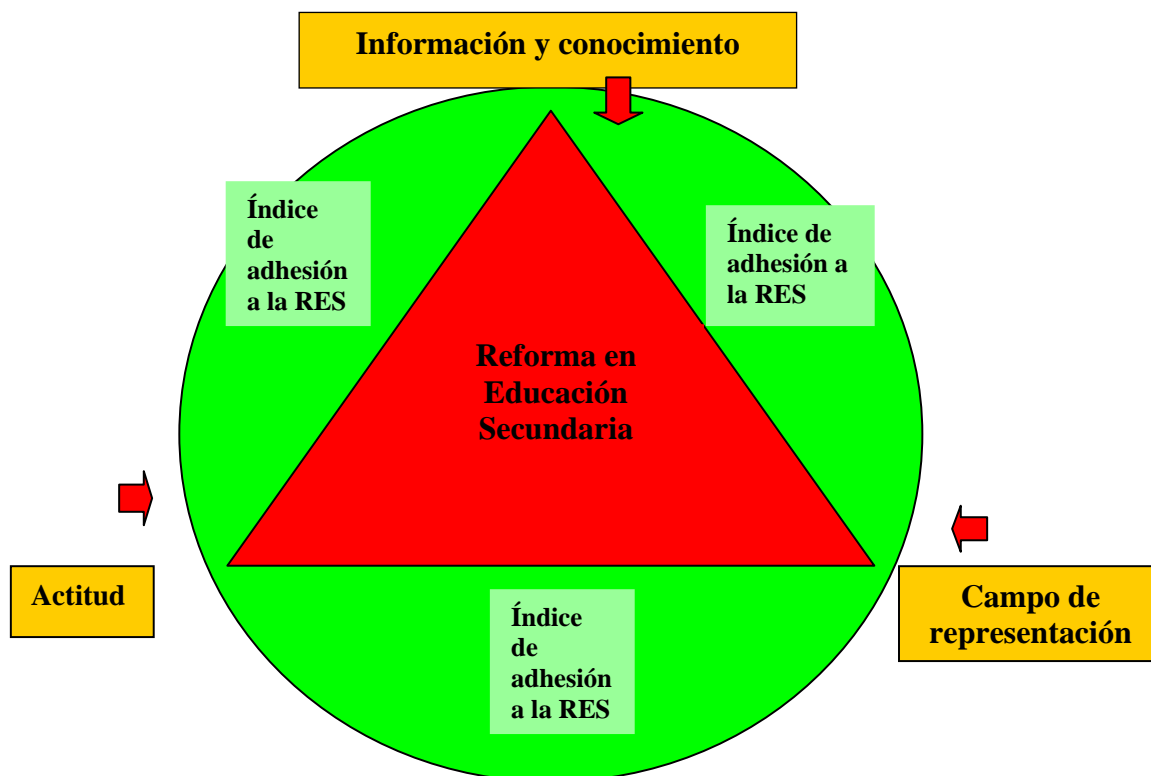 Información y conocimiento
Índice
de
adhesión
a la RES
Índice de
adhesión a
la RES
Reforma en
Educación
Secundaria
Actitud
Campo de
representación
Índice
de
adhesión
a la RES